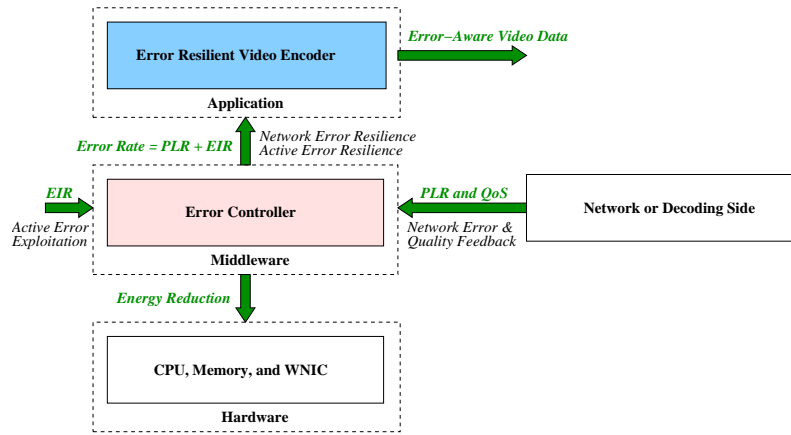 Error Resilient Video Encoder
Error-Aware Video Data
Application
Error Rate = PLR + EIR
Network Error Resilience
Active Error Resilience
EIR
Active Error
Exploitation
Error Controller
Middleware
PLR and QoS
Network Error &
Quality Feedback
Network or Decoding Side
Energy Reduction
CPU, Memory, and WNIC
Hardware